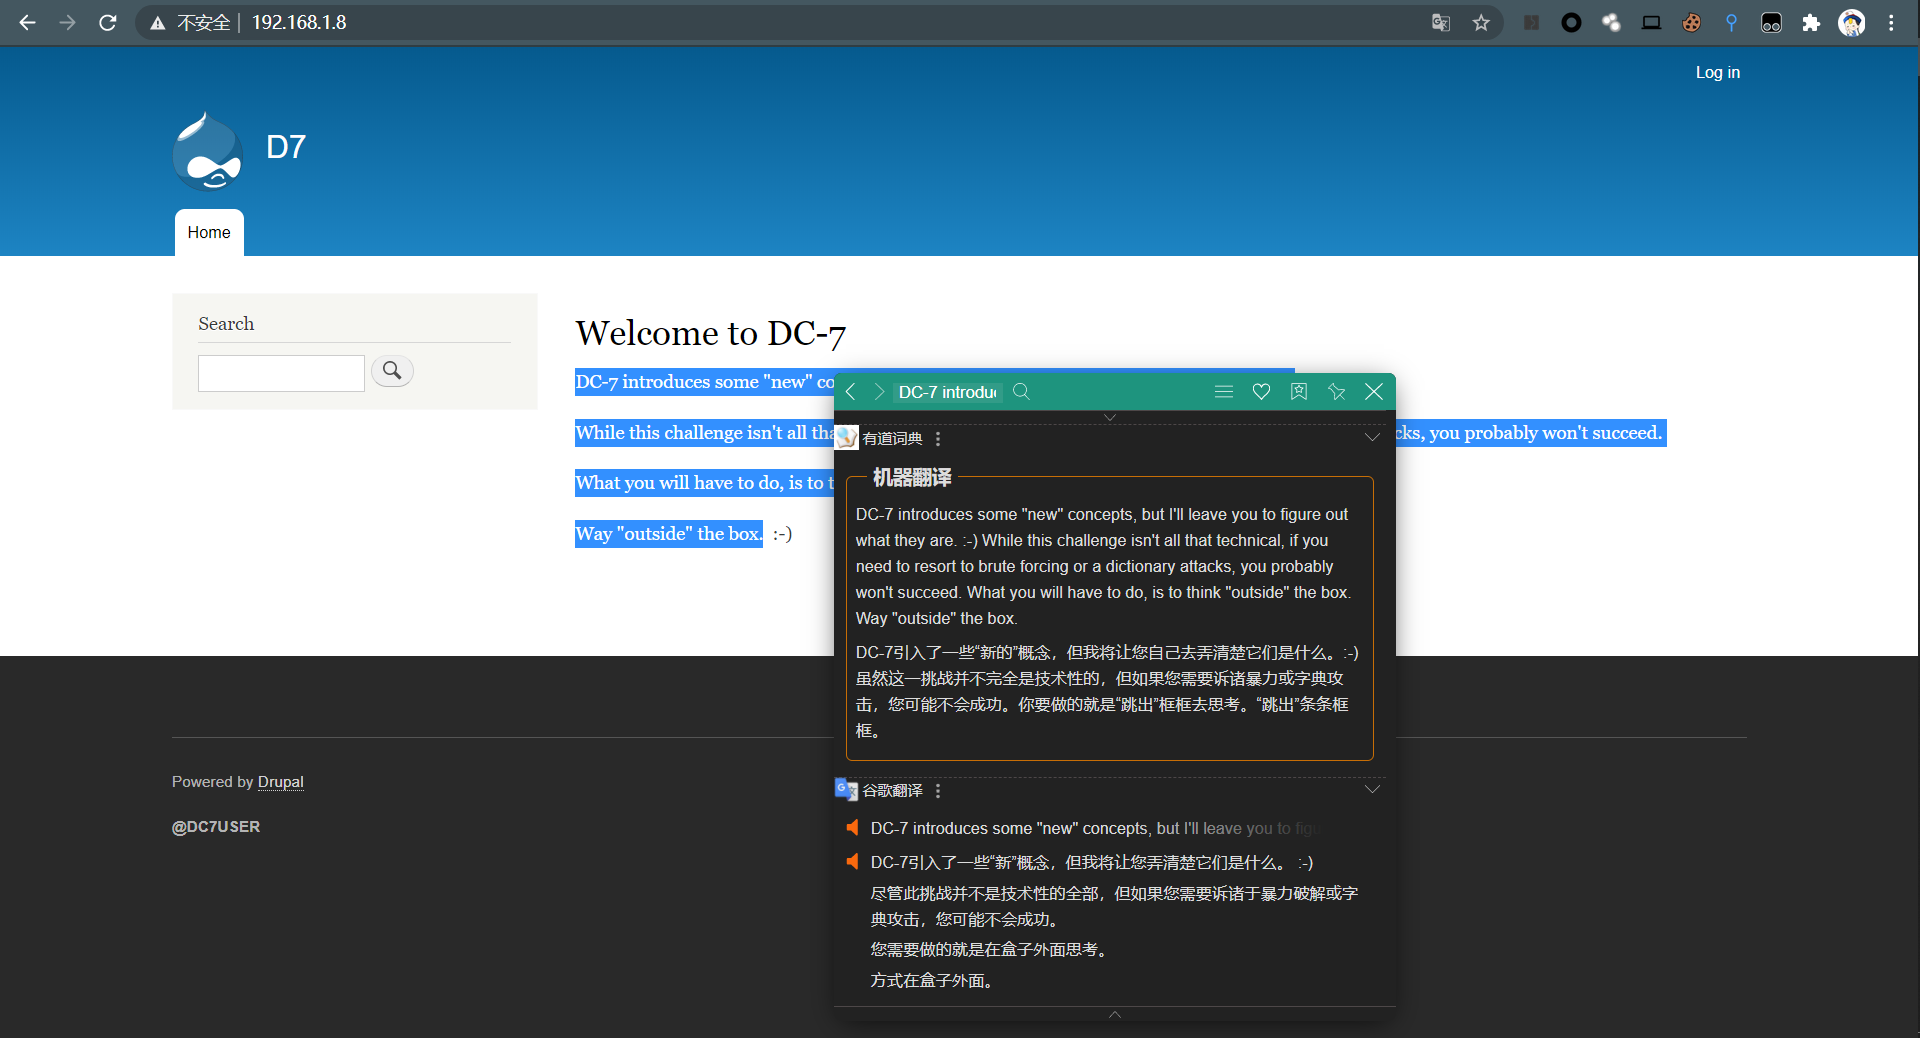 不安全 192.168.1.8
Log in
D7
Home
Search
Welcome to DC-7
DC-7 introduces some "new" co
While this challenge isn't all tha
cks, you probably won't succeed.
What you will have to do, is to t
Way "outside" the box. :-)
DC-7 introdu
有道词典
机器翻译
DC-7 introduces some "new" concepts, but I'll leave you to figure out
what they are. :-) While this challenge isn't all that technical, if you
need to resort to brute forcing or a dictionary attacks, you probably
won't succeed. What you will have to do, is to think "outside" the box.
Way "outside" the box.
DC-7引入了一些“新的”概念，但我将让您自己去弄清楚它们是什么。:-)
虽然这一挑战并不完全是技术性的，但如果您需要诉诸暴力或字典攻
击，您可能不会成功。你要做的就是“跳出”框框去思考。“跳出”条条框
框。
谷歌翻译
DC-7 introduces some "new" concepts, but I'll leave you to fig
DC-7引入了一些“新”概念，但我将让您弄清楚它们是什么。 :-)
尽管此挑战并不是技术性的全部，但如果您需要诉诸于暴力破解或字
典攻击，您可能不会成功。
您需要做的就是在盒子外面思考。
方式在盒子外面。
Powered by Drupal
@DC7USER